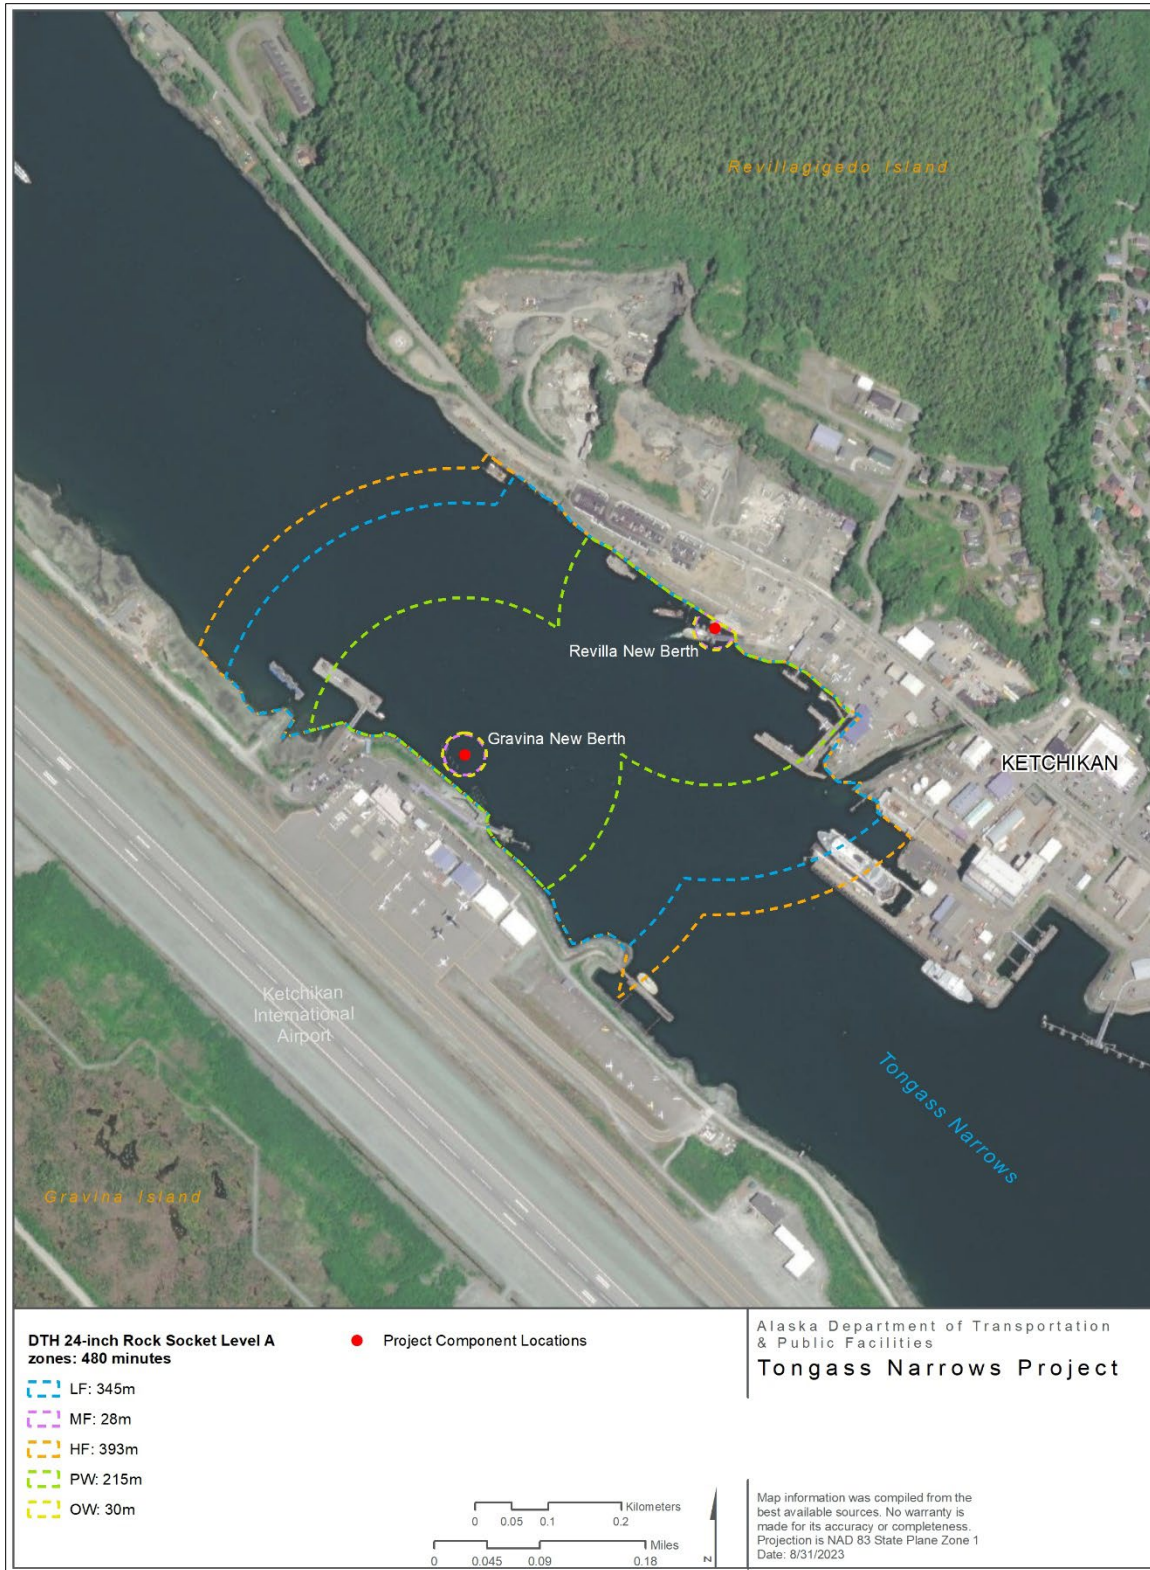 Revillagigedo Island
Revilla New Berth
Gravina New Berth
KETCHIKAN
Ketchikan
International
Airport
Tongass Narrows
Gravina Island
DTH 24-inch Rock Socket Level A
zones: 480 minutes
LF: 345m
MF: 28m
HF: 393m
PW: 215m
OW: 30m
Project Component Locations
Kilometers
0 0.05 0.1 0.2
Miles
0 0.045 0.09 0.18
N
Alaska Department of Transportation
& Public Facilities
Tongass Narrows Project
Map information was compiled from the
best available sources. No warranty is
made for its accuracy or completeness.
Projection is NAD 83 State Plane Zone 1
Date: 8/31/2023